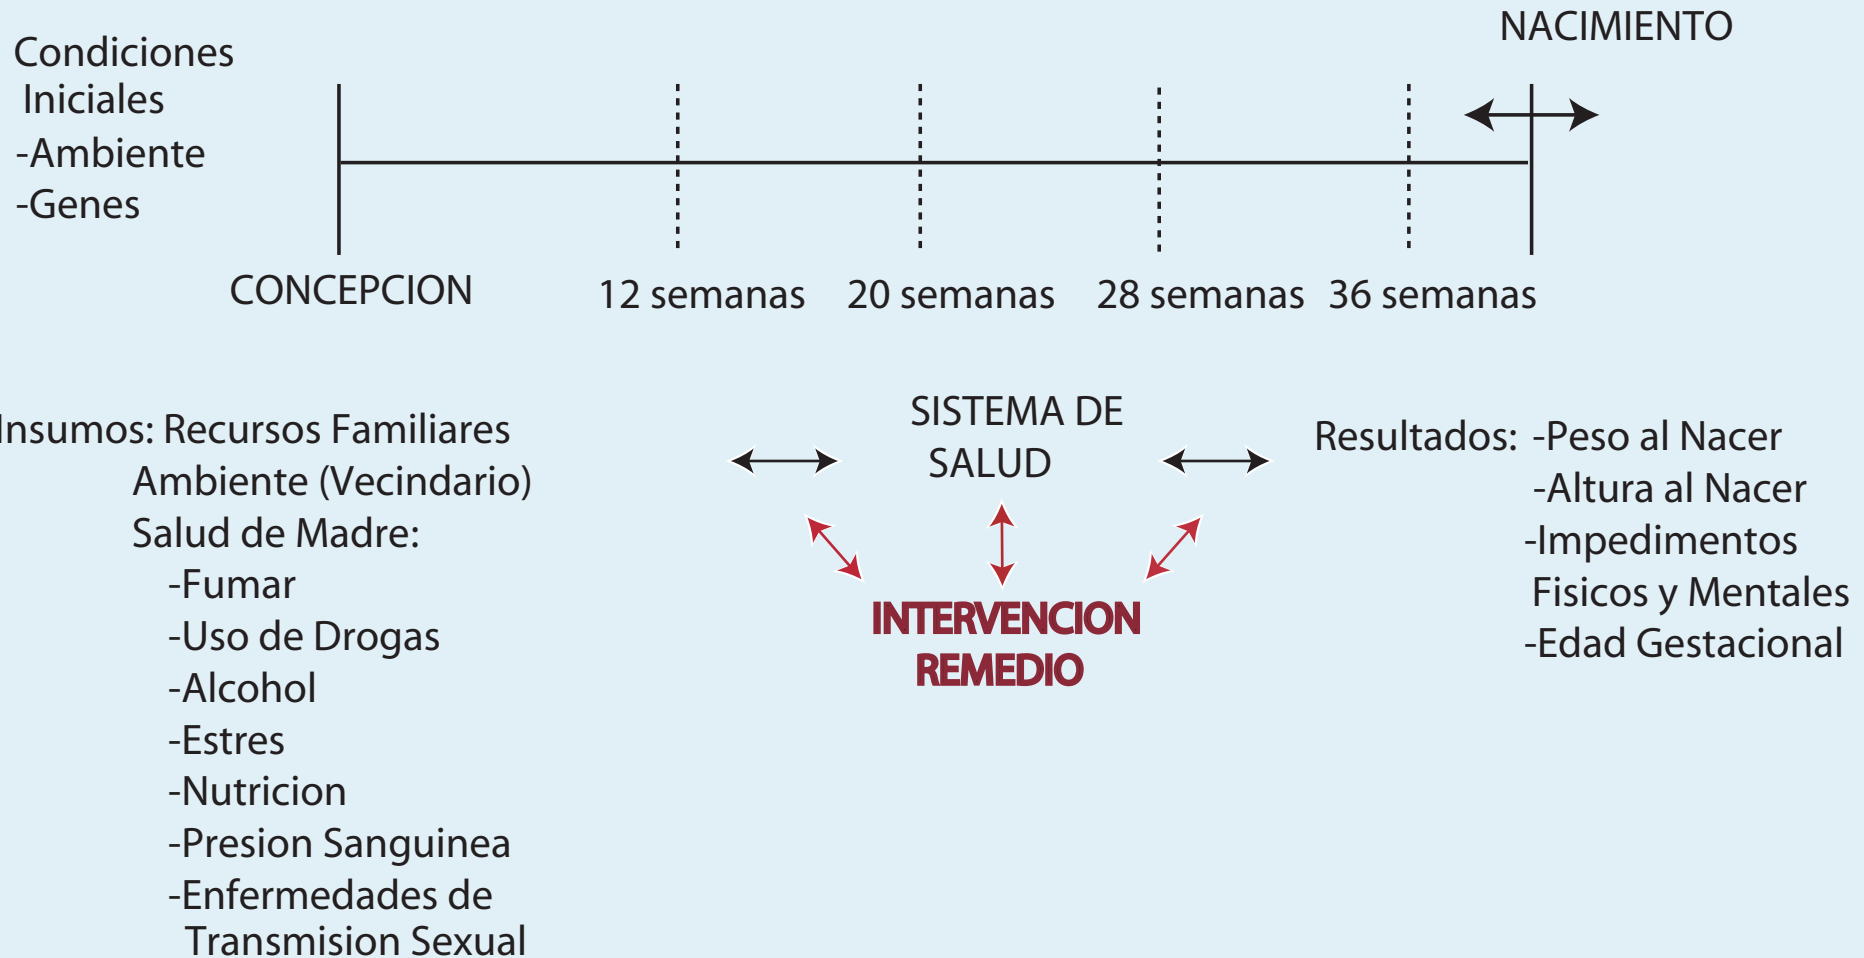 NACIMIENTO
Condiciones
Iniciales
-Ambiente
-Genes
CONCEPCION
12 semanas
20 semanas
28 semanas
36 semanas
Insumos: Recursos Familiares
Ambiente (Vecindario)
Salud de Madre:
-Fumar
-Uso de Drogas
-Alcohol
-Estres
-Nutricion
-Presion Sanguinea
-Enfermedades de
Transmision Sexual
SISTEMA DE
SALUD
INTERVENCION
REMEDIO
Resultados: -Peso al Nacer
-Altura al Nacer
-Impedimentos
Fisicos y Mentales
-Edad Gestacional